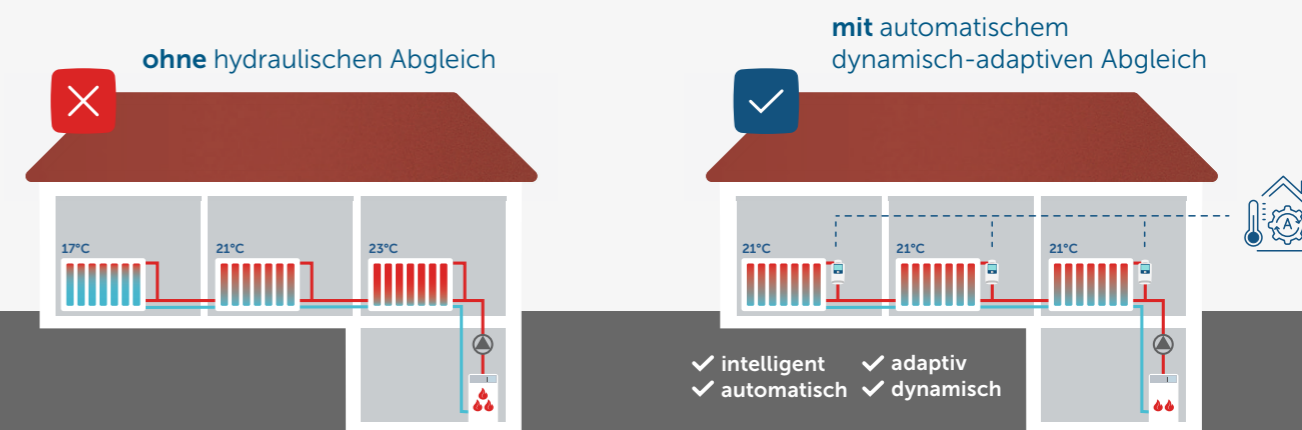 ohne hydraulischen Abgleich
17°C
21°C
23°C
mit automatischem
dynamisch-adaptiven Abgleich
21°C
21°C
21°C
A
✓ intelligent ✓ adaptiv
✓ automatisch ✓ dynamisch